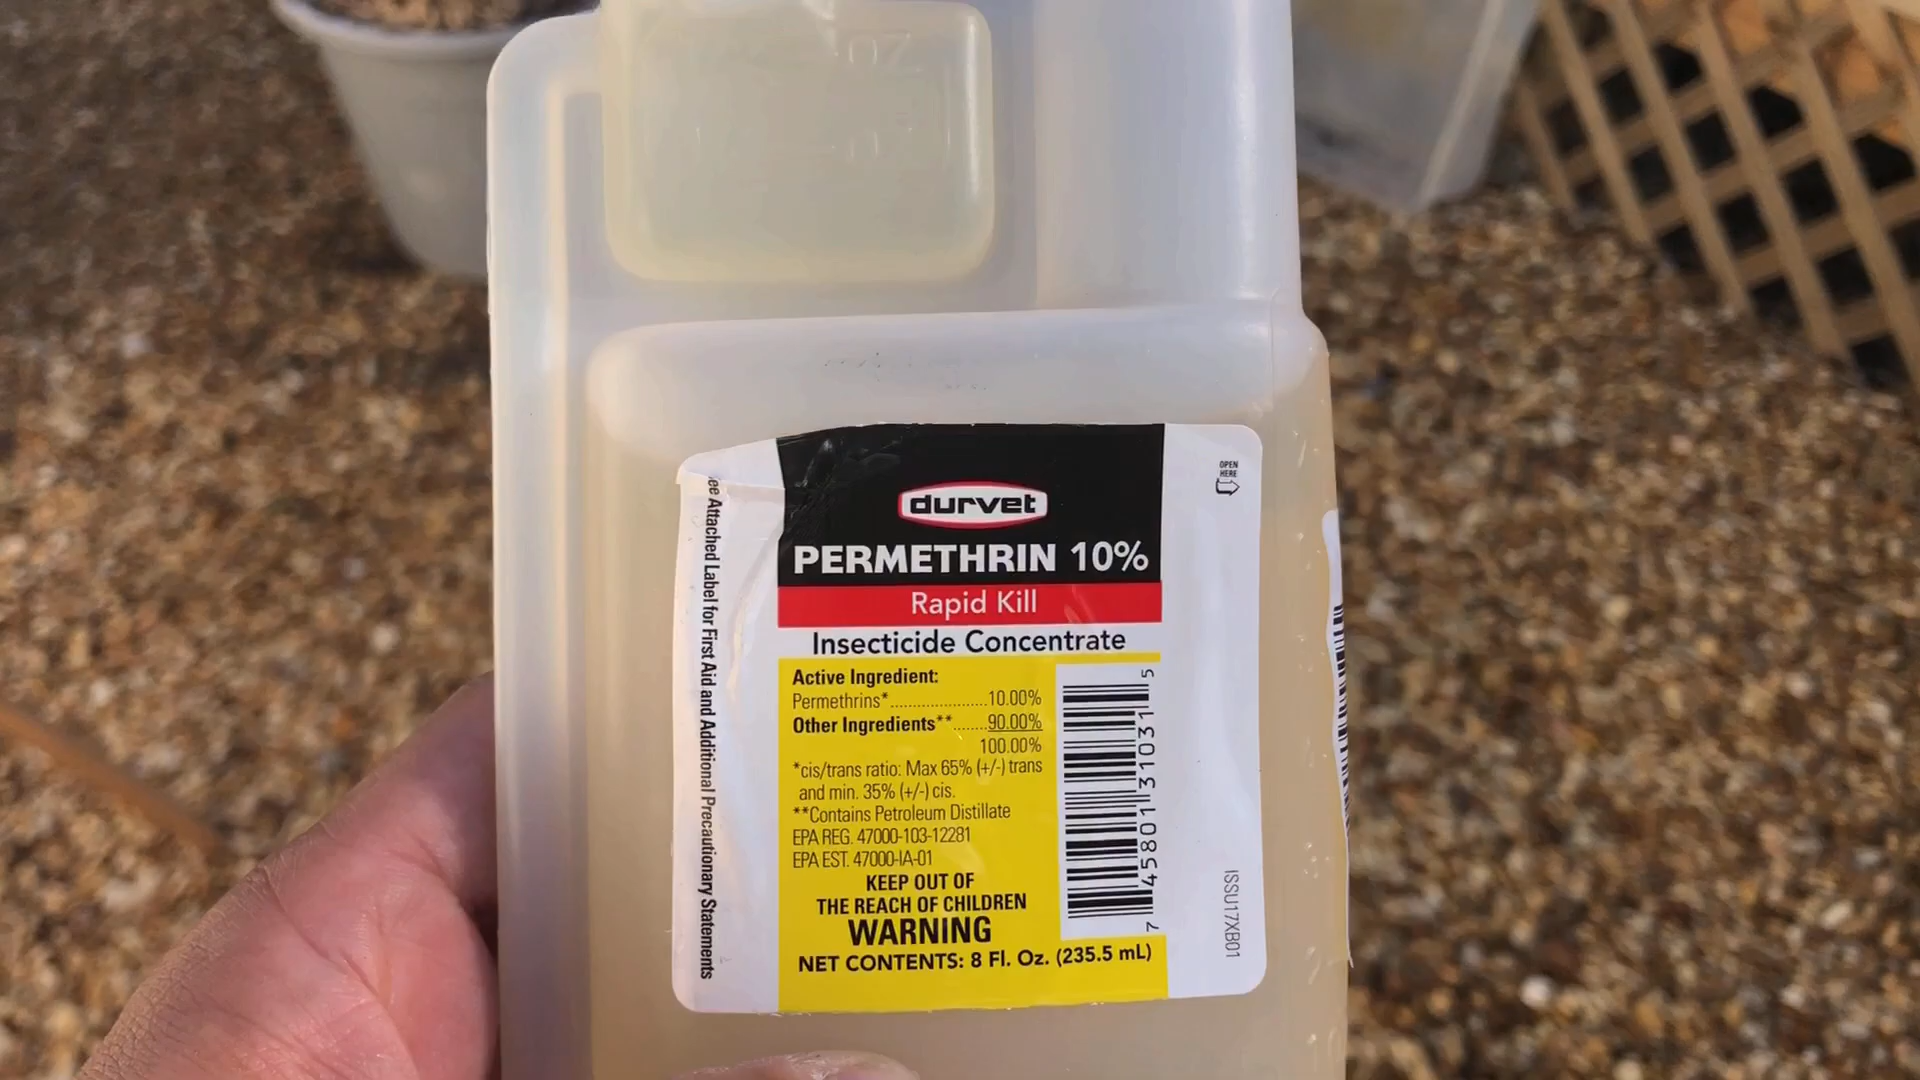 OZ
durvet
PERMETHRIN 10%
Rapid Kill
Insecticide Concentrate
Active Ingredient:
Permethrins*......................10.00%
Other Ingredients**........90.00%
100.00%
*cis/trans ratio: Max 65% (+/-) trans
and min. 35% (+/-) cis.
**Contains Petroleum Distillate
EPA REG. 47000-103-12281
EPA EST. 47000-IA-01
KEEP OUT OF
THE REACH OF CHILDREN
WARNING
NET CONTENTS: 8 Fl. Oz. (235.5 mL)
7 45801 31031 5
OPEN
HERE
ISSU17XB01
ee Attached Label for First Aid and Additional Precautionary Statements